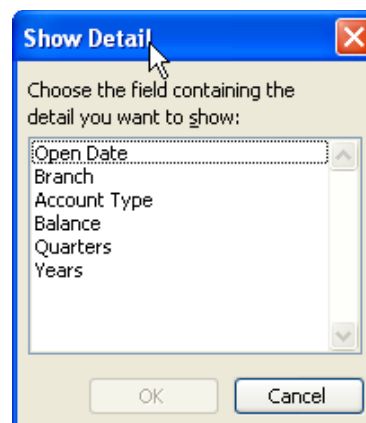 Show Detail
Choose the field containing the
detail you want to show:
Open Date
Branch
Account Type
Balance
Quarters
Years
OK
Cancel